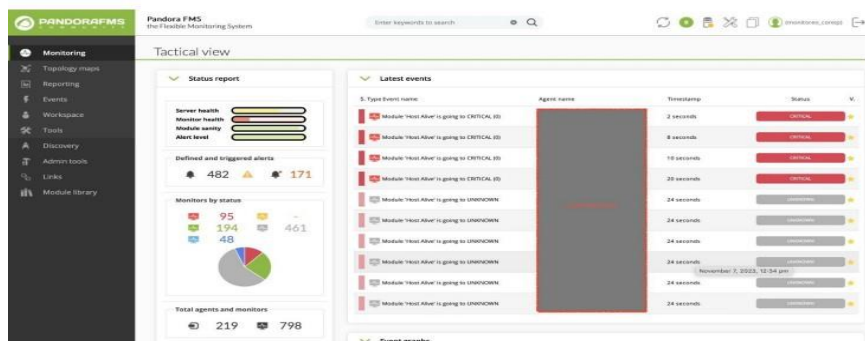 PANDORAFMS
COMMUNITY
Pandora FMS
the Flexible Monitoring System
Enter keywords to search
Monitoring
Topology maps
Reporting
Events
Workspace
Tools
Discovery
Admin tools
Links
Module library
Tactical view
Status report
Server health
Monitor health
Module sanity
Alert level
Defined and triggered alerts
482 171
Monitors by status
95 -
194 461
48
Total agents and monitors
219 798
Latest events
S. Type Event name Agent name Timestamp Status V.
Module 'Host Alive' is going to CRITICAL (0) 2 seconds CRITICAL
Module 'Host Alive' is going to CRITICAL (0) 8 seconds CRITICAL
Module 'Host Alive' is going to CRITICAL (0) 10 seconds CRITICAL
Module 'Host Alive' is going to CRITICAL (0) 20 seconds CRITICAL
Module 'Host Alive' is going to UNKNOWN 24 seconds UNKNOWN
Module 'Host Alive' is going to UNKNOWN 24 seconds UNKNOWN
Module 'Host Alive' is going to UNKNOWN 24 seconds UNKNOWN
Module 'Host Alive' is going to UNKNOWN 24 seconds UNKNOWN
November 7, 2023, 12:54 pm
Module 'Host Alive' is going to UNKNOWN 24 seconds UNKNOWN
Module 'Host Alive' is going to UNKNOWN 24 seconds UNKNOWN
Event graphs